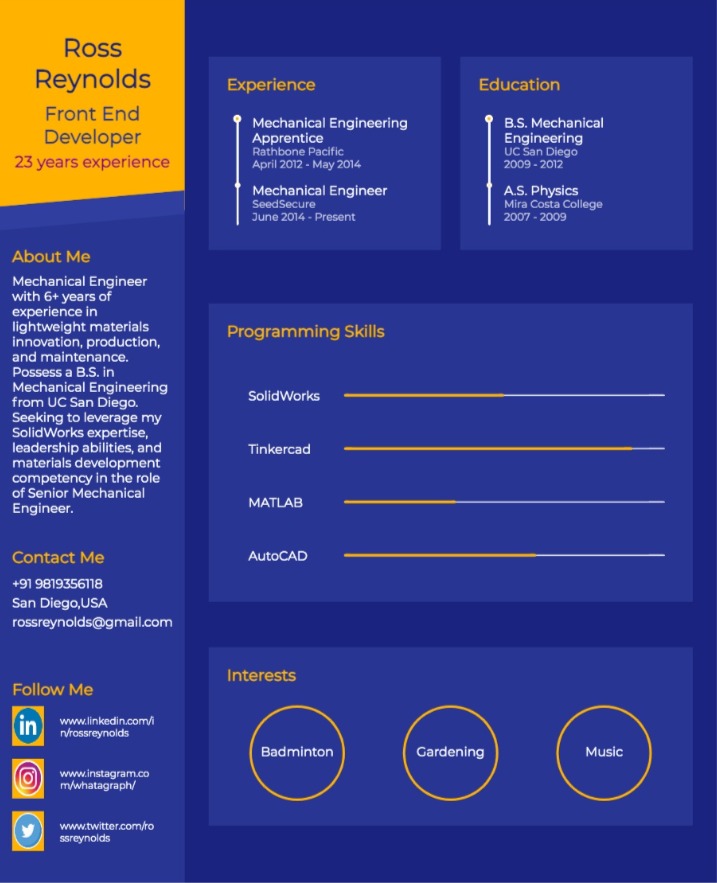 Ross
Reynolds
Front End
Developer
23 years experience
About Me
Mechanical Engineer
with 6+ years of
experience in
lightweight materials
innovation, production,
and maintenance.
Possess a B.S. in
Mechanical Engineering
from UC San Diego.
Seeking to leverage my
SolidWorks expertise,
leadership abilities, and
materials development
competency in the role
of Senior Mechanical
Engineer.
Contact Me
+91 9819356118
San Diego,USA
rossreynolds@gmail.com
Follow Me
in
www.linkedin.com/i
n/rossreynolds
www.instagram.co
m/whatagraph/
www.twitter.com/ro
ssreynolds
Experience
Mechanical Engineering
Apprentice
Rathbone Pacific
April 2012 - May 2014
Mechanical Engineer
SeedSecure
June 2014 - Present
Education
B.S. Mechanical
Engineering
UC San Diego
2009 - 2012
A.S. Physics
Mira Costa College
2007 - 2009
Programming Skills
SolidWorks
Tinkercad
MATLAB
AutoCAD
Interests
Badminton
Gardening
Music